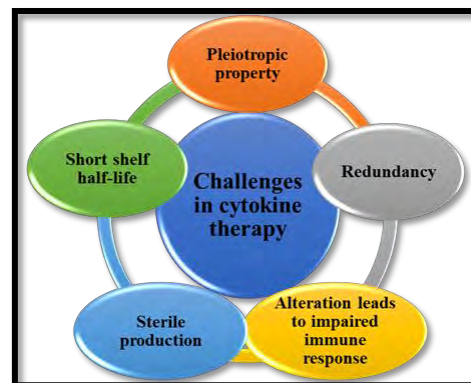 Pleiotropic
property
Short shelf
half-life
Challenges
in cytokine
therapy
Redundancy
Sterile
production
Alteration leads
to impaired
immune
response